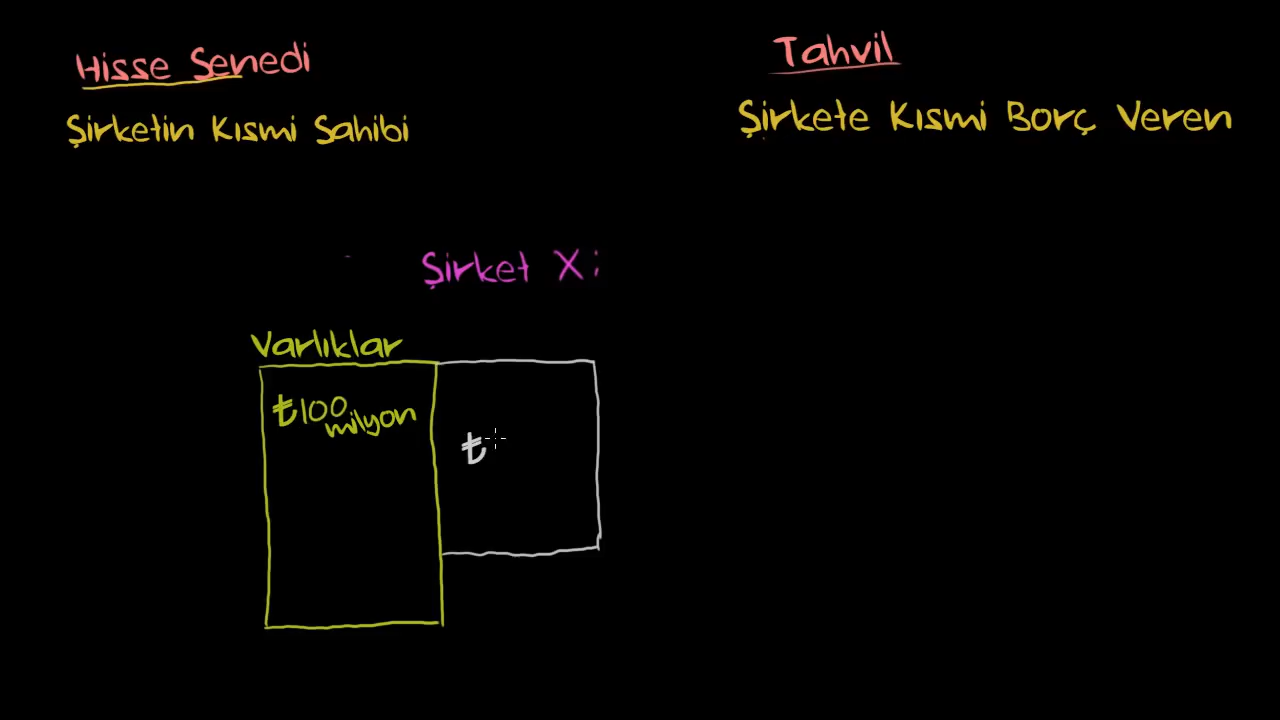 Hisse Senedi
Şirketin Kısmi Sahibi
Tahvil
Şirkete Kısmi Borç Veren
Şirket X:
Varlıklar
₺100 milyon
₺